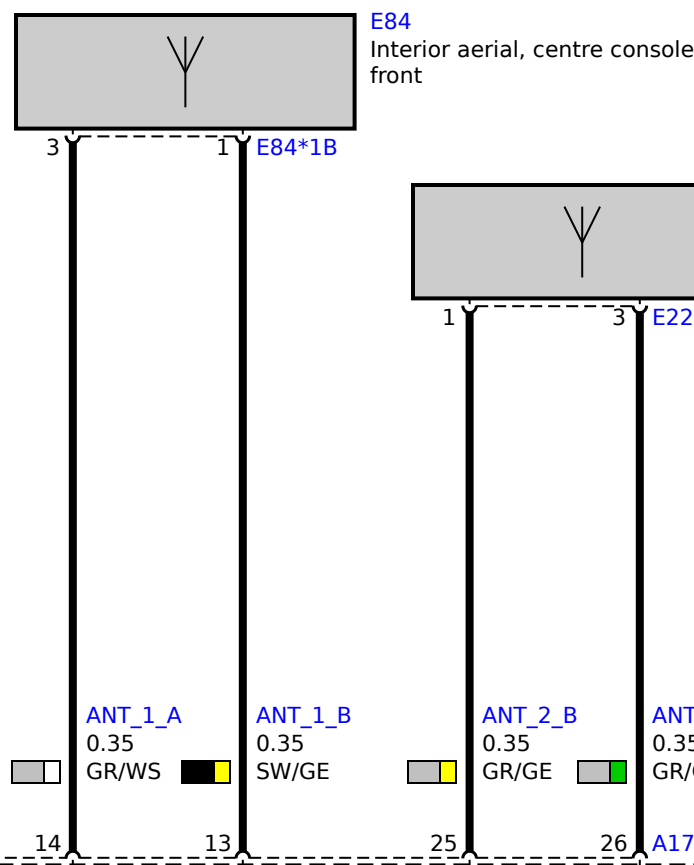 E84
Interior aerial, centre console
front
3
1
E84*1B
1
3
E22
ANT_1_A
0.35
GR/WS
ANT_1_B
0.35
SW/GE
ANT_2_B
0.35
GR/GE
14
13
25
26
A17